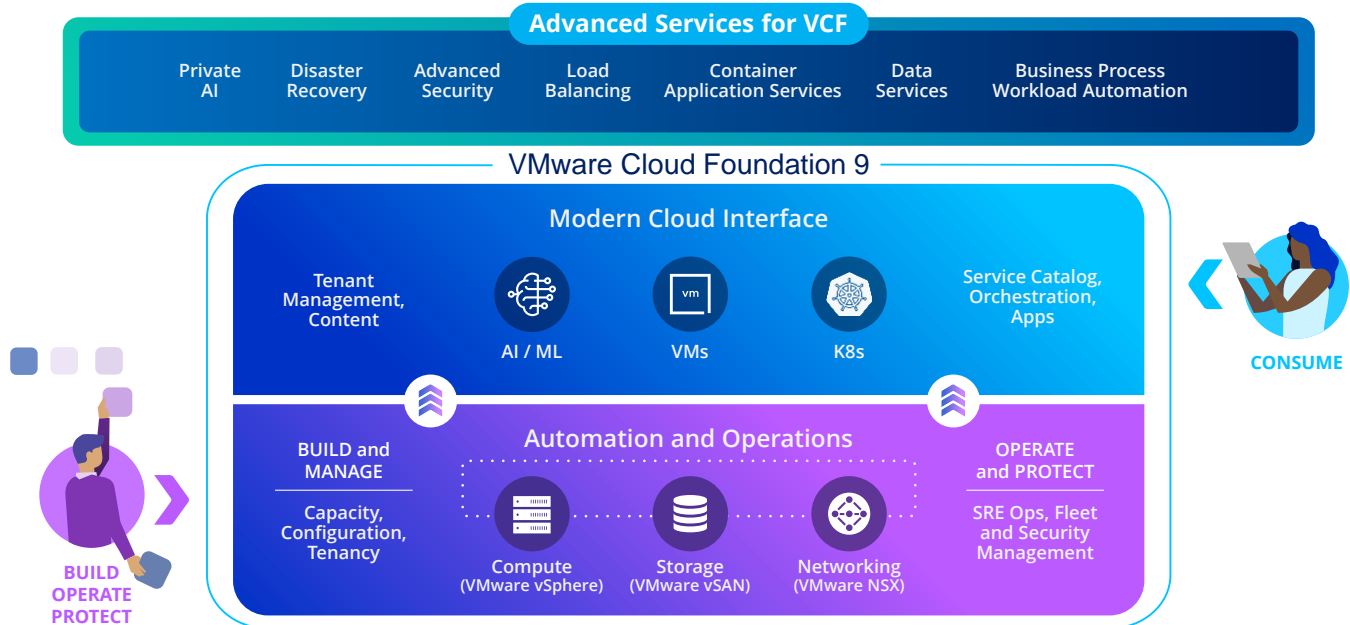 Advanced Services for VCF
Private
AI
Disaster
Recovery
Advanced
Security
Load
Balancing
Container
Application Services
Data
Services
Business Process
Workload Automation
VMware Cloud Foundation 9
Modern Cloud Interface
Tenant
Management,
Content
AI / ML
vm
VMs
K8s
Service Catalog,
Orchestration,
Apps
CONSUME
Automation and Operations
BUILD and
MANAGE
Capacity,
Configuration,
Tenancy
Compute
(VMware vSphere)
Storage
(VMware vSAN)
Networking
(VMware NSX)
OPERATE
and PROTECT
SRE Ops, Fleet
and Security
Management
BUILD
OPERATE
PROTECT